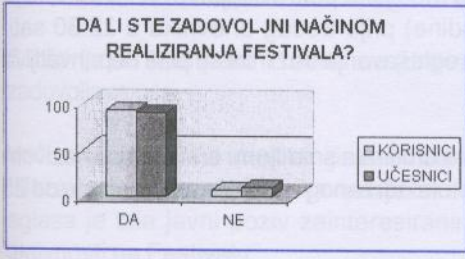 DA LI STE ZADOVOLJNI NAČINOM
REALIZIRANJA FESTIVALA?
100
50
0
DA
NE
KORISNICI
UČESNICI